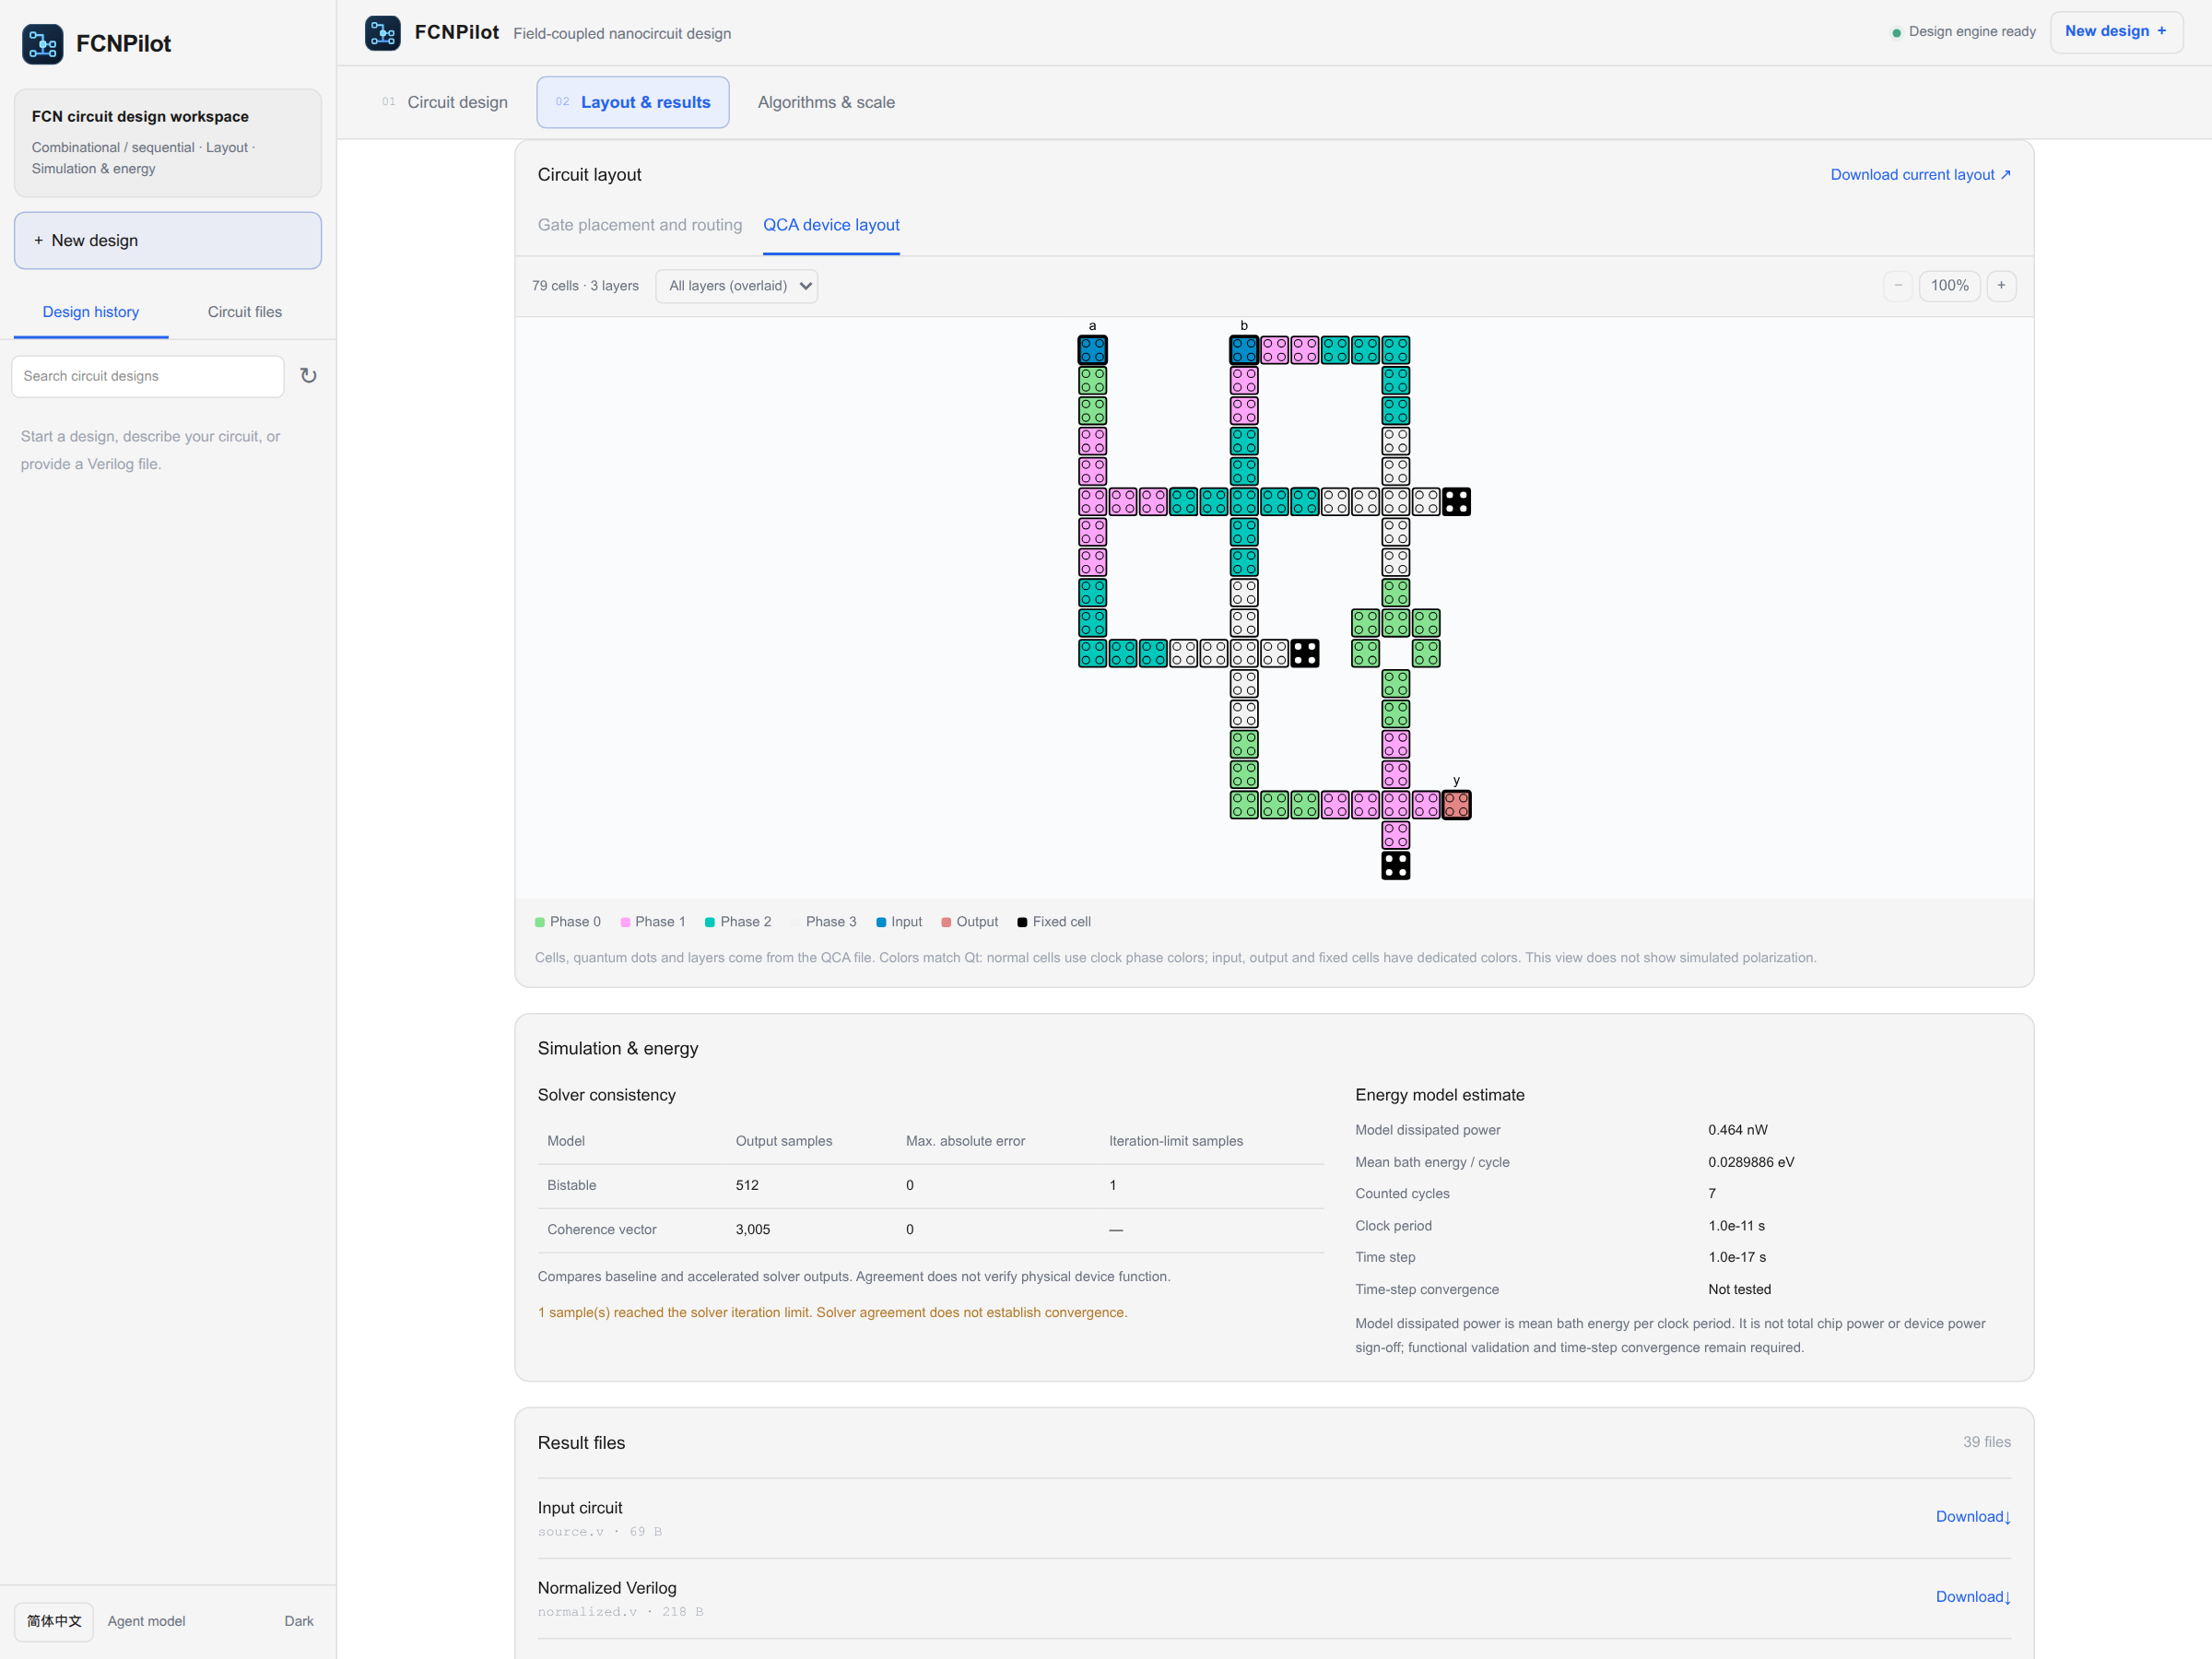 FCNPilot
FCN circuit design workspace
Combinational / sequential · Layout ·
Simulation & energy
+ New design
Design history
Circuit files
Search circuit designs
↻
Start a design, describe your circuit, or
provide a Verilog file.
简体中文
Agent model
Dark
FCNPilot
Field-coupled nanocircuit design
Design engine ready
New design +
01 Circuit design
02 Layout & results
Algorithms & scale
Circuit layout
Download current layout ↗
Gate placement and routing
QCA device layout
79 cells · 3 layers
All layers (overlaid)
−
100%
+
a
b
y
Phase 0
Phase 1
Phase 2
Phase 3
Input
Output
Fixed cell
Cells, quantum dots and layers come from the QCA file. Colors match Qt: normal cells use clock phase colors; input, output and fixed cells have dedicated colors. This view does not show simulated polarization.
Simulation & energy
Solver consistency
Model Output samples Max. absolute error Iteration-limit samples
Bistable 512 0 1
Coherence vector 3,005 0 —
Compares baseline and accelerated solver outputs. Agreement does not verify physical device function.
1 sample(s) reached the solver iteration limit. Solver agreement does not establish convergence.
Energy model estimate
Model dissipated power 0.464 nW
Mean bath energy / cycle 0.0289886 eV
Counted cycles 7
Clock period 1.0e-11 s
Time step 1.0e-17 s
Time-step convergence Not tested
Model dissipated power is mean bath energy per clock period. It is not total chip power or device power
sign-off; functional validation and time-step convergence remain required.
Result files
39 files
Input circuit
source.v · 69 B
Download↓
Normalized Verilog
normalized.v · 218 B
Download↓